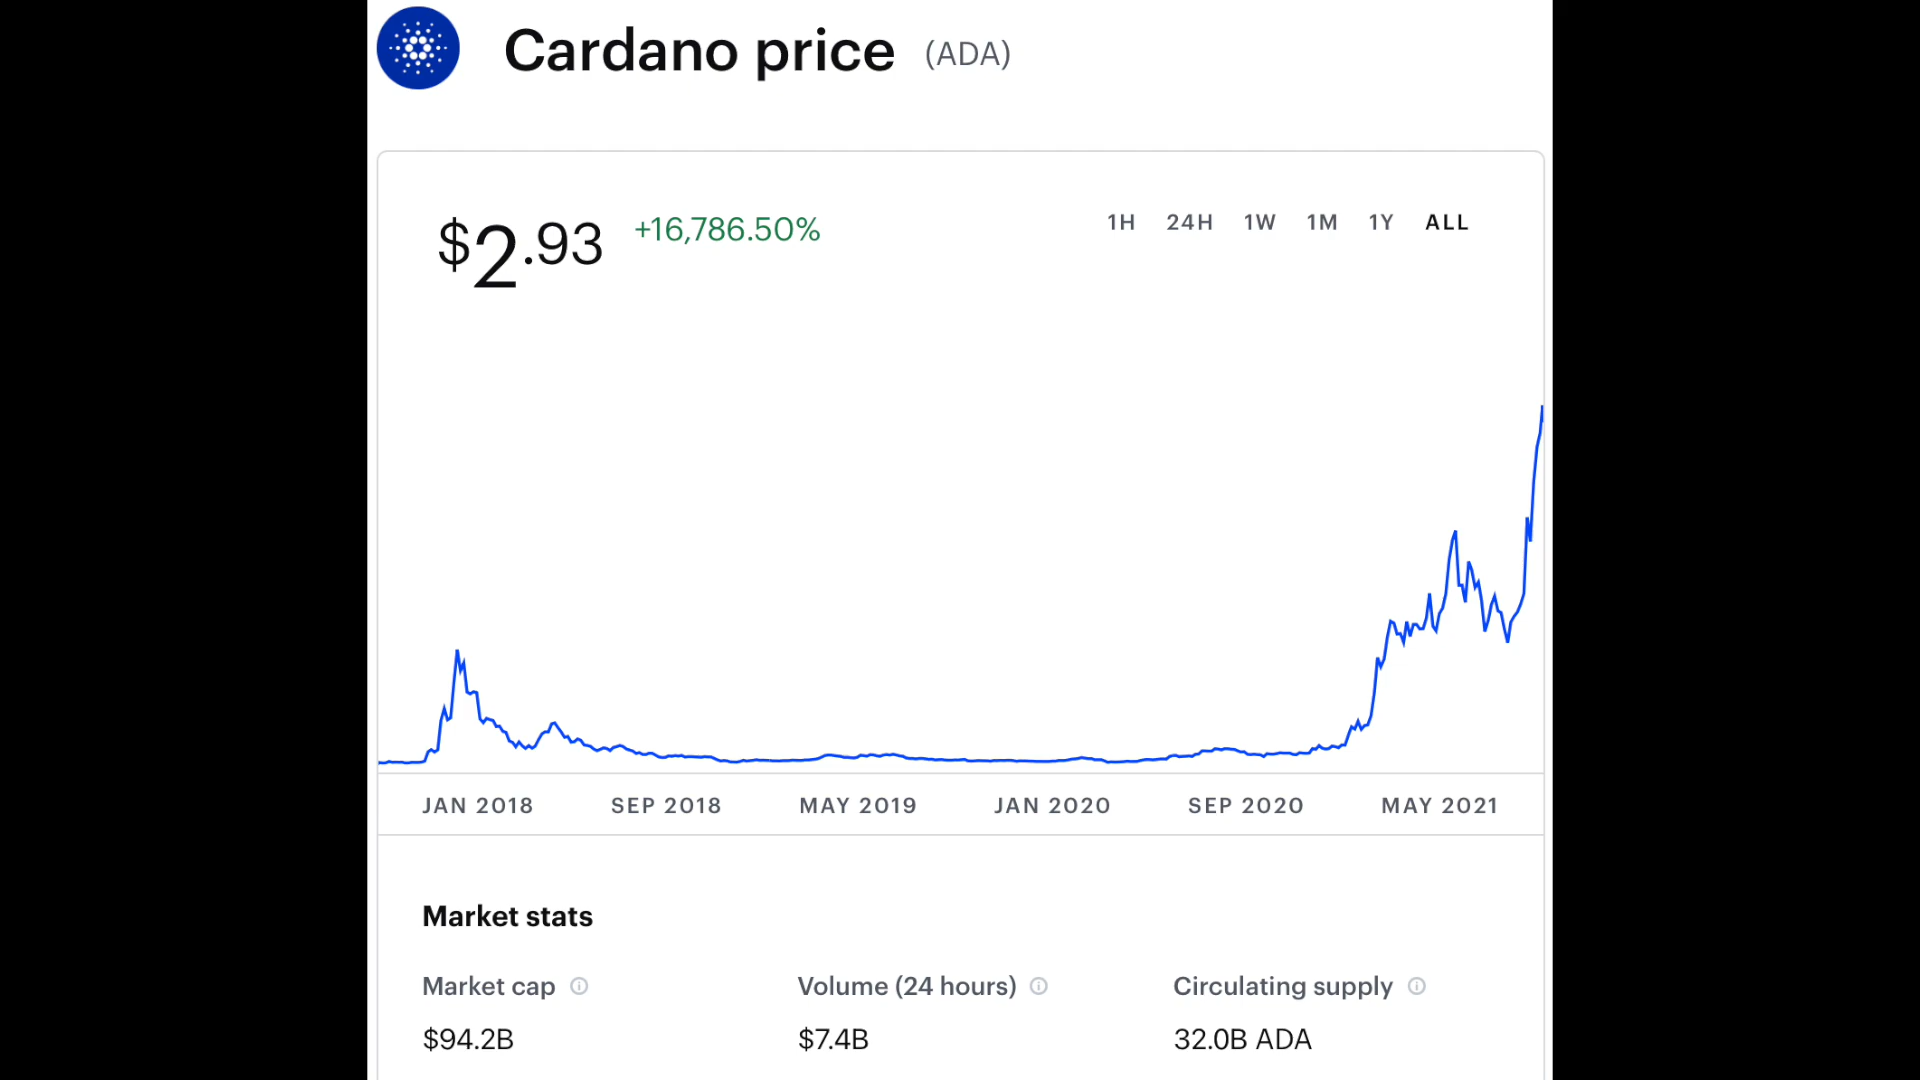 Cardano price (ADA)
$2.93 +16,786.50% 1H 24H 1W 1M 1Y ALL
JAN 2018 SEP 2018 MAY 2019 JAN 2020 SEP 2020 MAY 2021
Market stats
Market cap Volume (24 hours) Circulating supply
$94.2B $7.4B 32.0B ADA